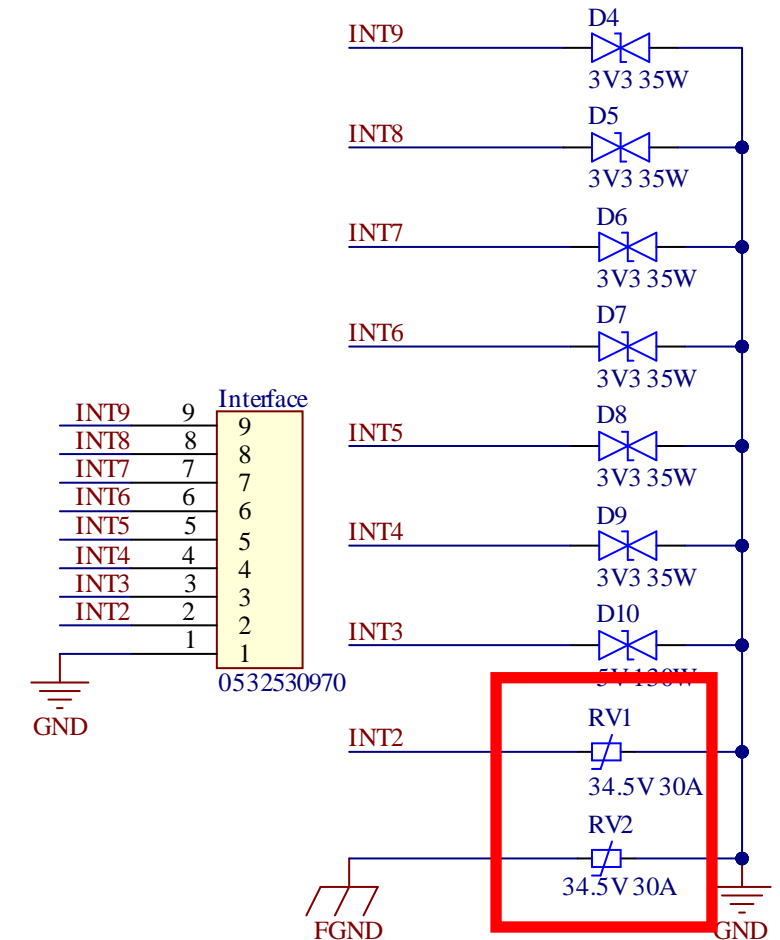 INT9
D4
3V3 35W
INT8
D5
3V3 35W
INT7
D6
3V3 35W
INT6
D7
3V3 35W
INT5
D8
3V3 35W
INT4
D9
3V3 35W
INT3
D10
5V 130W
INT2
RV1
34.5V 30A
RV2
34.5V 30A
FGND
GND
Interface
INT9 9 9
INT8 8 8
INT7 7 7
INT6 6 6
INT5 5 5
INT4 4 4
INT3 3 3
INT2 2 2
1 1
0532530970
GND